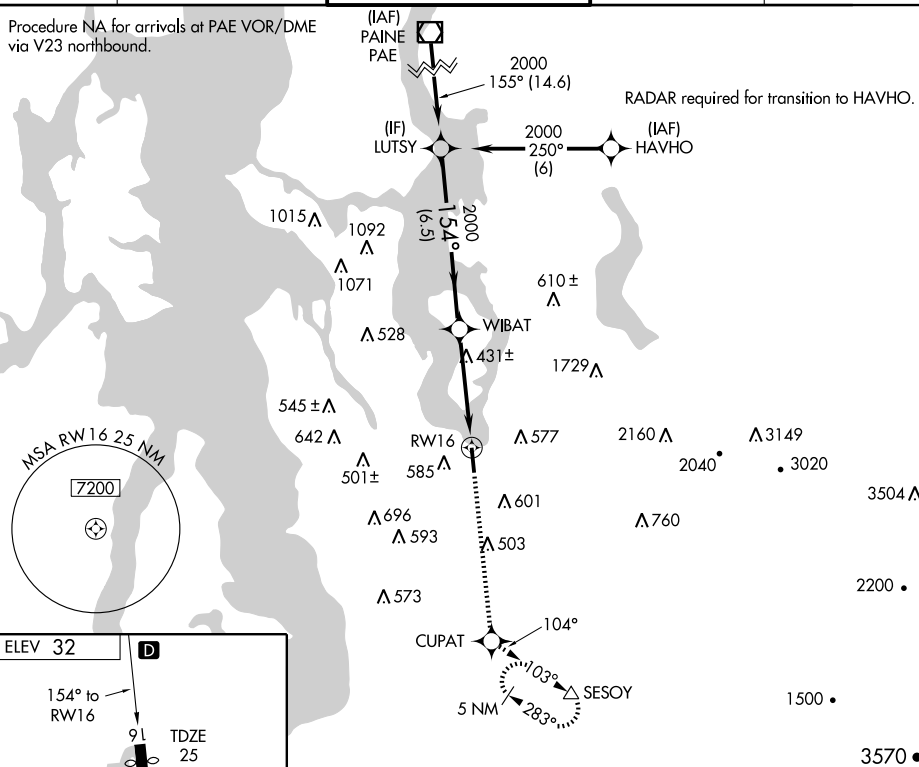 Procedure NA for arrivals at PAE VOR/DME
via V23 northbound.
(IAF)
PAINE
PAE
2000
155° (14.6)
RADAR required for transition to HAVHO.
(IF)
LUTSY
2000
250°
(6)
(IAF)
HAVHO
2000
154°
(6.5)
1015
1092
1071
610 ±
528
WIBAT
431±
1729
545 ±
642
RW16
577
2160
3149
501±
585
2040
3020
MSA RW16 25 NM
7200
3504
601
696
760
593
503
573
2200
CUPAT
104°
103°
SESOY
5 NM
283°
1500
ELEV 32
D
154° to
RW16
16
TDZE
25
3570